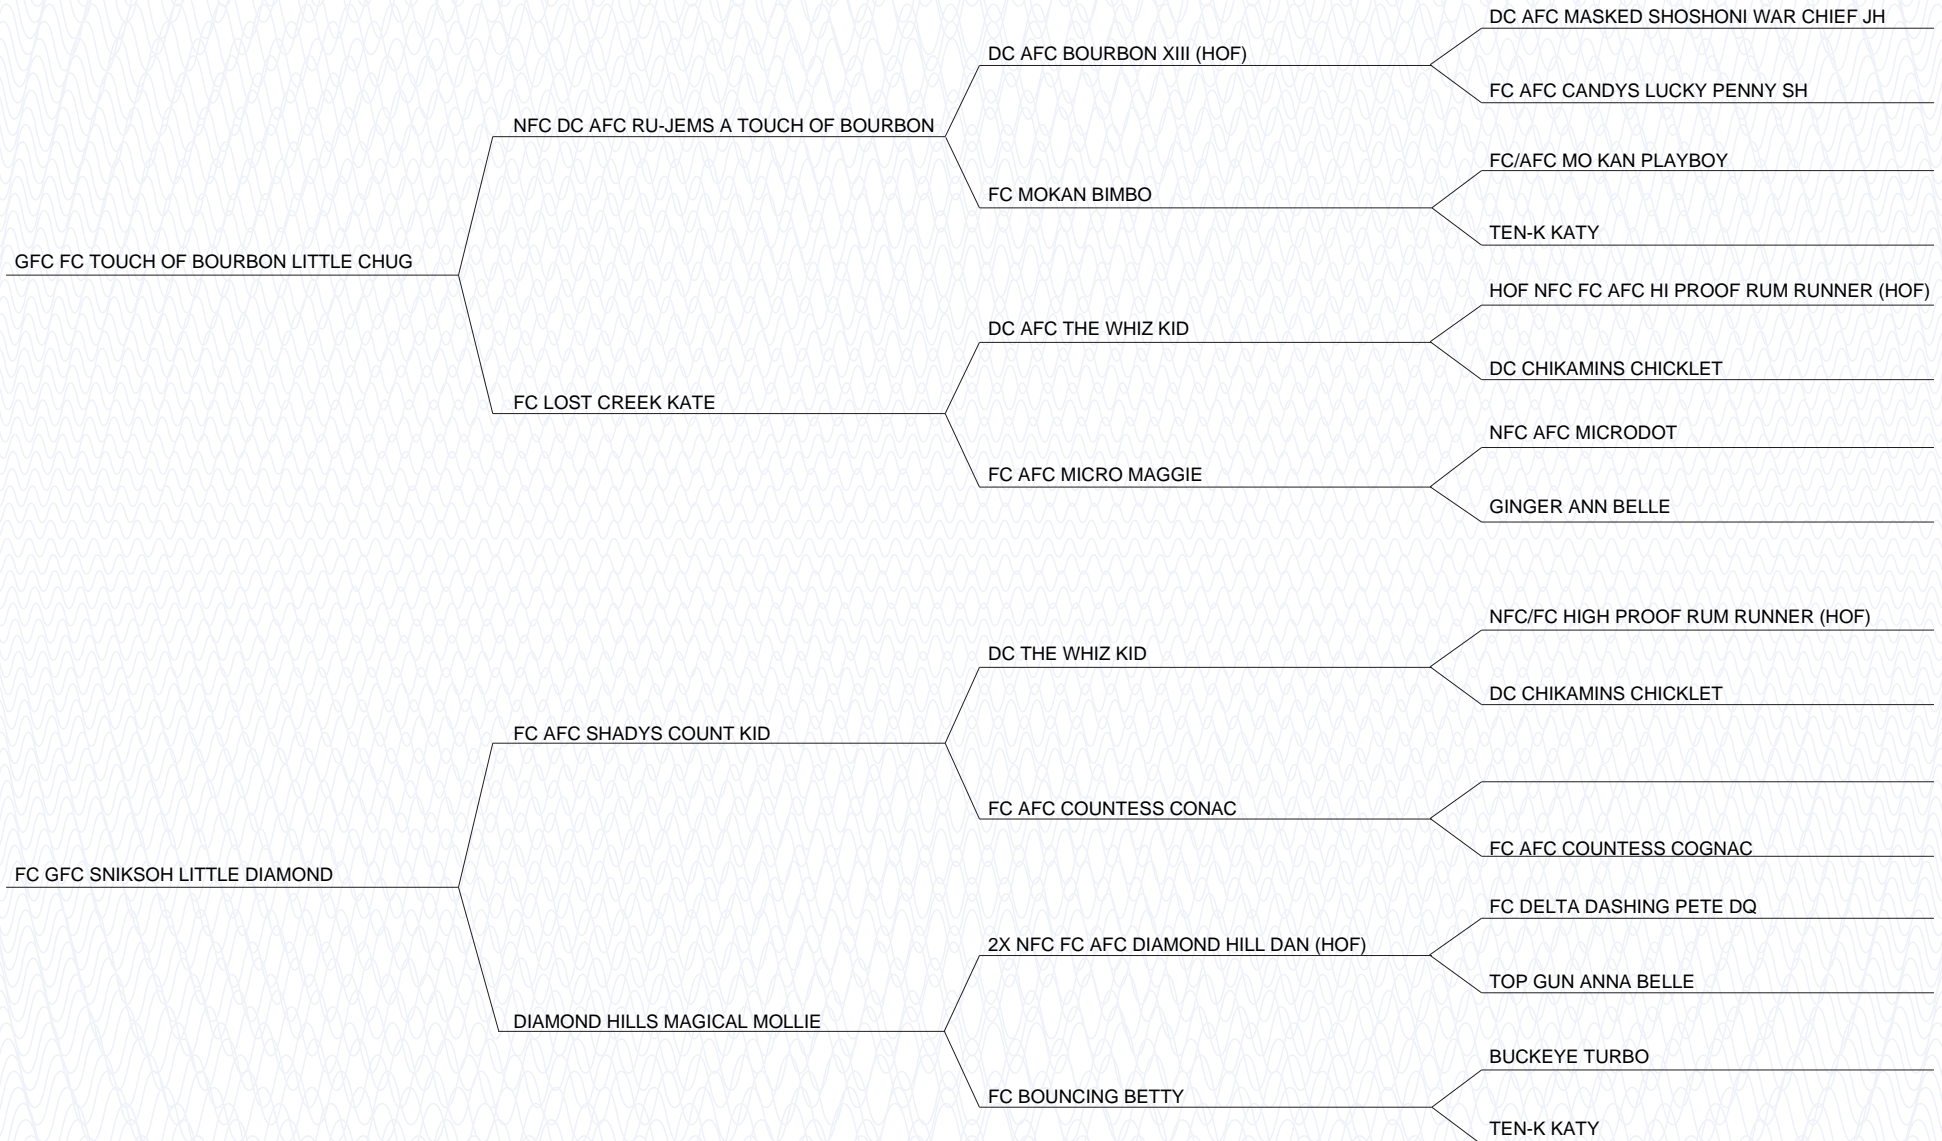 DC AFC MASKED SHOSHONI WAR CHIEF JH
DC AFC BOURBON XIII (HOF)
FC AFC CANDYS LUCKY PENNY SH
NFC DC AFC RU-JEMS A TOUCH OF BOURBON
FC/AFC MO KAN PLAYBOY
FC MOKAN BIMBO
TEN-K KATY
GFC FC TOUCH OF BOURBON LITTLE CHUG
HOF NFC FC AFC HI PROOF RUM RUNNER (HOF)
DC AFC THE WHIZ KID
DC CHIKAMINS CHICKLET
FC LOST CREEK KATE
NFC AFC MICRODOT
FC AFC MICRO MAGGIE
GINGER ANN BELLE
NFC/FC HIGH PROOF RUM RUNNER (HOF)
DC THE WHIZ KID
DC CHIKAMINS CHICKLET
FC AFC SHADYS COUNT KID
FC AFC COUNTESS CONAC
FC AFC COUNTESS COGNAC
FC GFC SNIKSOH LITTLE DIAMOND
FC DELTA DASHING PETE DQ
2X NFC FC AFC DIAMOND HILL DAN (HOF)
TOP GUN ANNA BELLE
DIAMOND HILLS MAGICAL MOLLIE
BUCKEYE TURBO
FC BOUNCING BETTY
TEN-K KATY